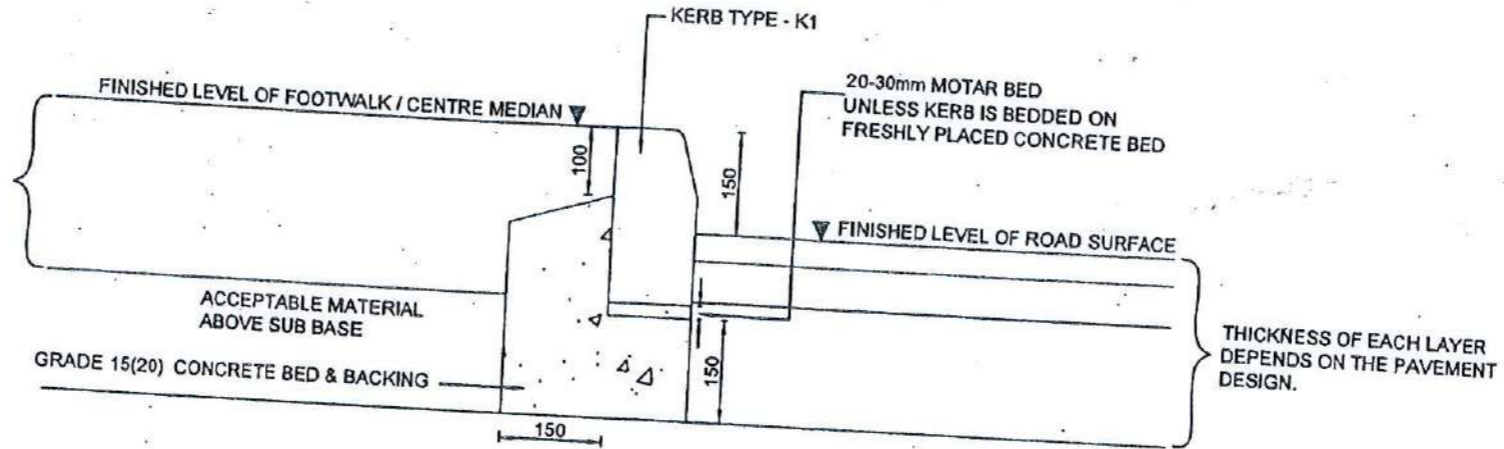 KERB TYPE - K1
FINISHED LEVEL OF FOOTWALK / CENTRE MEDIAN
20-30mm MOTAR BED
UNLESS KERB IS BEDDED ON
FRESHLY PLACED CONCRETE BED
100
150
FINISHED LEVEL OF ROAD SURFACE
ACCEPTABLE MATERIAL
ABOVE SUB BASE
THICKNESS OF EACH LAYER
DEPENDS ON THE PAVEMENT
DESIGN.
GRADE 15(20) CONCRETE BED & BACKING
150
150